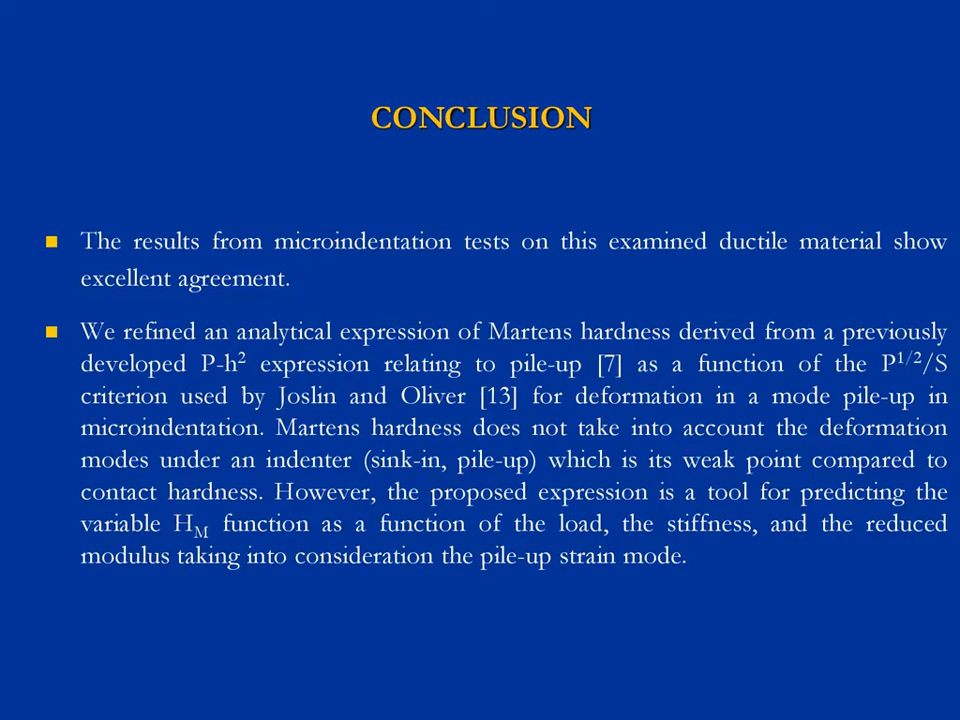 CONCLUSION
The results from microindentation tests on this examined ductile material show
excellent agreement.
We refined an analytical expression of Martens hardness derived from a previously
developed P-h² expression relating to pile-up [7] as a function of the P¹/²/S
criterion used by Joslin and Oliver [13] for deformation in a mode pile-up in
microindentation. Martens hardness does not take into account the deformation
modes under an indenter (sink-in, pile-up) which is its weak point compared to
contact hardness. However, the proposed expression is a tool for predicting the
variable H_M function as a function of the load, the stiffness, and the reduced
modulus taking into consideration the pile-up strain mode.